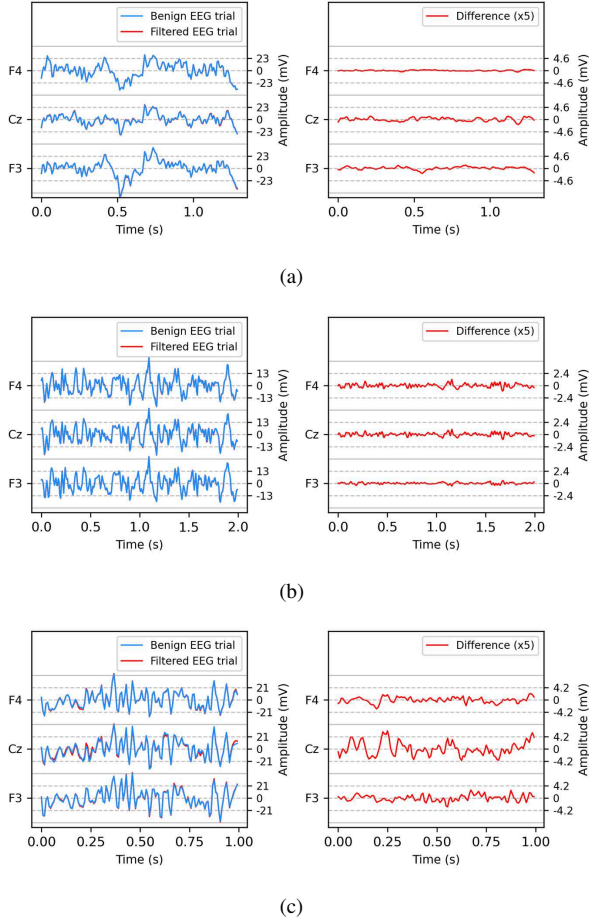 Benign EEG trial
Filtered EEG trial
F4
Cz
F3
23
0
-23
23
0
-23
23
0
-23
Amplitude (mV)
0.0 0.5 1.0
Time (s)
Difference (x5)
F4
Cz
F3
4.6
0
-4.6
4.6
0
-4.6
4.6
0
-4.6
Amplitude (mV)
0.0 0.5 1.0
Time (s)
(a)
Benign EEG trial
Filtered EEG trial
F4
Cz
F3
13
0
-13
13
0
-13
13
0
-13
Amplitude (mV)
0.0 0.5 1.0 1.5 2.0
Time (s)
Difference (x5)
F4
Cz
F3
2.4
0
-2.4
2.4
0
-2.4
2.4
0
-2.4
Amplitude (mV)
0.0 0.5 1.0 1.5 2.0
Time (s)
(b)
Benign EEG trial
Filtered EEG trial
F4
Cz
F3
21
0
-21
21
0
-21
21
0
-21
Amplitude (mV)
0.00 0.25 0.50 0.75 1.00
Time (s)
Difference (x5)
F4
Cz
F3
4.2
0
-4.2
4.2
0
-4.2
4.2
0
-4.2
Amplitude (mV)
0.00 0.25 0.50 0.75 1.00
Time (s)
(c)